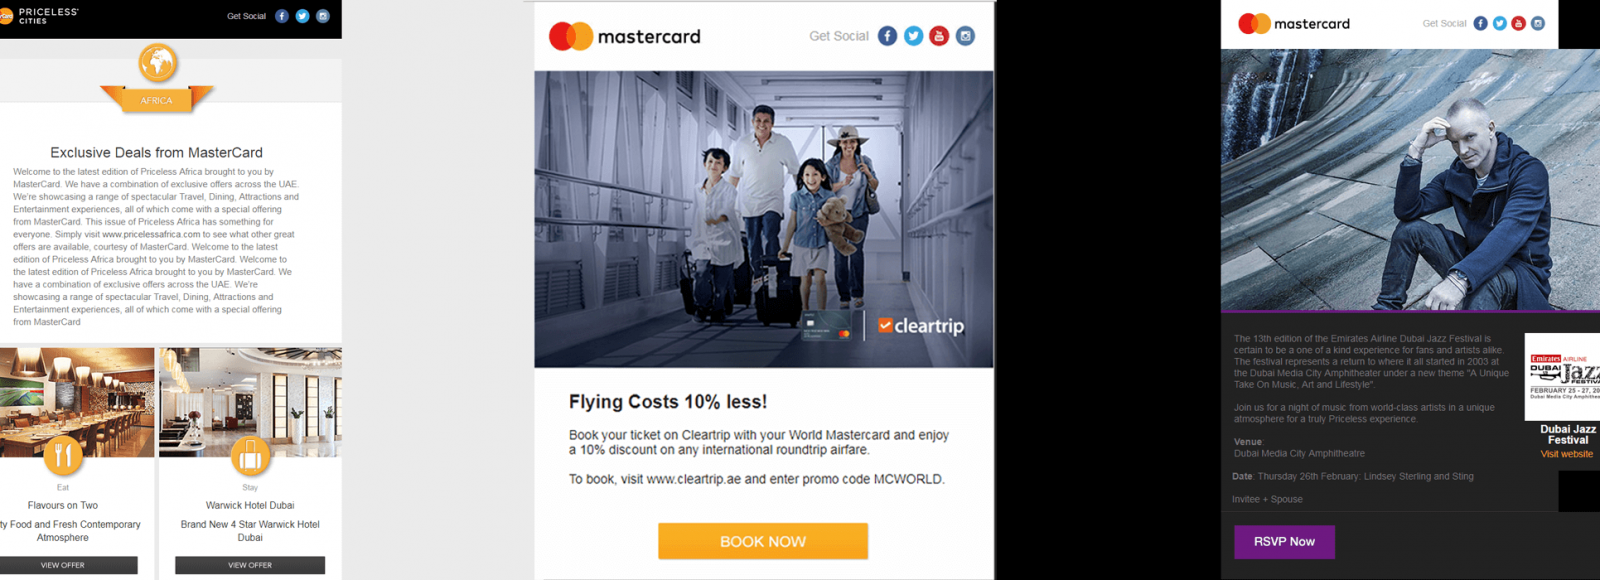 PRICELESS
CITIES
Get Social
AFRICA
Exclusive Deals from MasterCard
Welcome to the latest edition of Priceless Africa brought to you by
MasterCard. We have a combination of exclusive offers across the UAE.
We're showcasing a range of spectacular Travel, Dining, Attractions and
Entertainment experiences, all of which come with a special offering
from MasterCard. This issue of Priceless Africa has something for
everyone. Simply visit www.pricelessafrica.com to see what other great
offers are available, courtesy of MasterCard. Welcome to the latest
edition of Priceless Africa brought to you by MasterCard. Welcome to
the latest edition of Priceless Africa brought to you by MasterCard. We
have a combination of exclusive offers across the UAE. We're
showcasing a range of spectacular Travel, Dining, Attractions and
Entertainment experiences, all of which come with a special offering
from MasterCard
Eat
Flavours on Two
ty Food and Fresh Contemporary
Atmosphere
VIEW OFFER
Stay
Warwick Hotel Dubai
Brand New 4 Star Warwick Hotel
Dubai
VIEW OFFER
mastercard
Get Social
cleartrip
Flying Costs 10% less!
Book your ticket on Cleartrip with your World Mastercard and enjoy
a 10% discount on any international roundtrip airfare.
To book, visit www.cleartrip.ae and enter promo code MCWORLD.
BOOK NOW
mastercard
Get Social
The 13th edition of the Emirates Airline Dubai Jazz Festival is
certain to be a one of a kind experience for fans and artists alike.
The festival represents a return to where it all started in 2003 at
the Dubai Media City Amphitheater under a new theme "A Unique
Take On Music, Art and Lifestyle".
Join us for a night of music from world-class artists in a unique
atmosphere for a truly Priceless experience.
Venue:
Dubai Media City Amphitheatre
Date: Thursday 26th February: Lindsey Sterling and Sting
Invitee + Spouse
RSVP Now
Emirates AIRLINE
DUBAI
Jazz
FESTIVAL
FEBRUARY 25 - 27, 20
Dubai Media City Amphithea
Dubai Jazz
Festival
Visit website